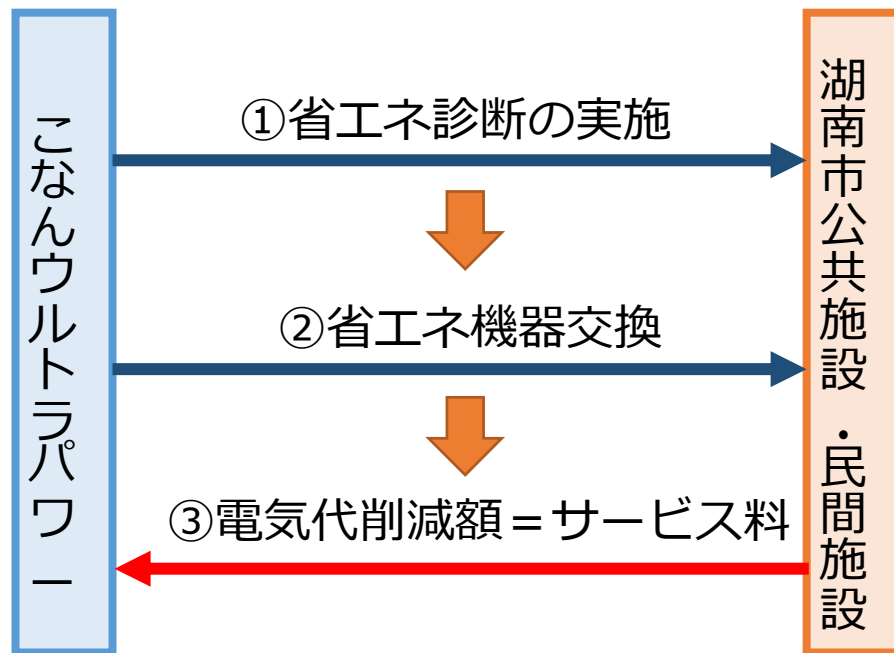 こなんウルトラパワー
①省エネ診断の実施
②省エネ機器交換
③電気代削減額＝サービス料
湖南市公共施設・民間施設